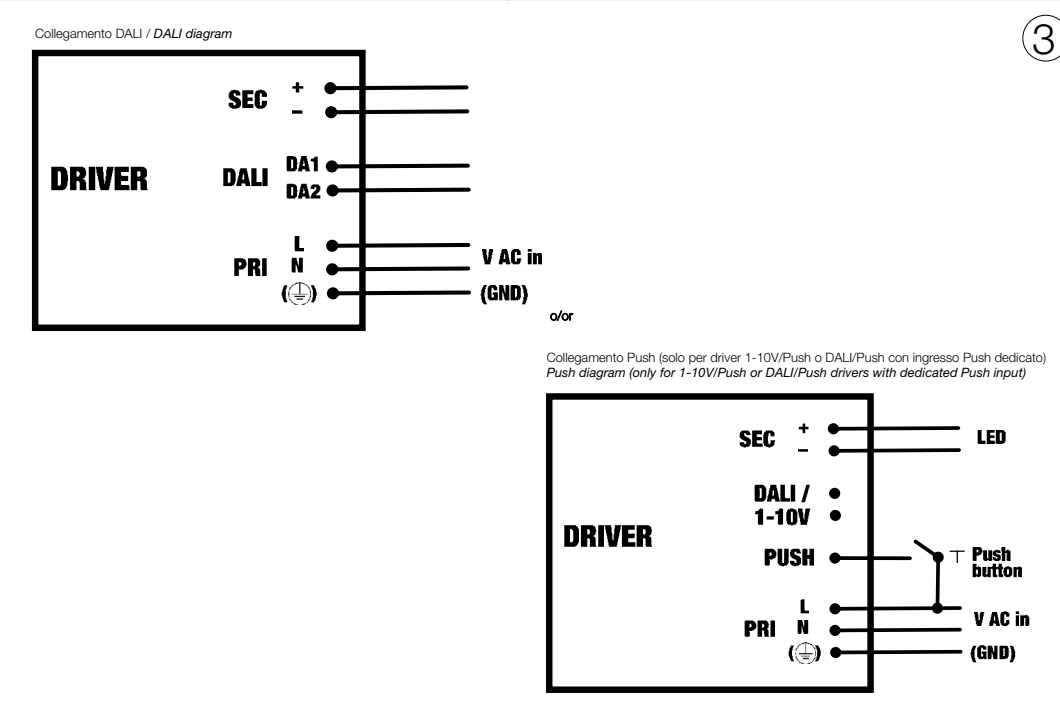 Collegamento DALI / DALI diagram
3
SEC + −
DRIVER
DALI DA1
DA2
PRI L
N
V AC in
(GND)
o/or
Collegamento Push (solo per driver 1-10V/Push o DALI/Push con ingresso Push dedicato)
Push diagram (only for 1-10V/Push or DALI/Push drivers with dedicated Push input)
SEC + −
LED
DALI /
1-10V
DRIVER
PUSH
Push
button
L
PRI N
V AC in
(GND)